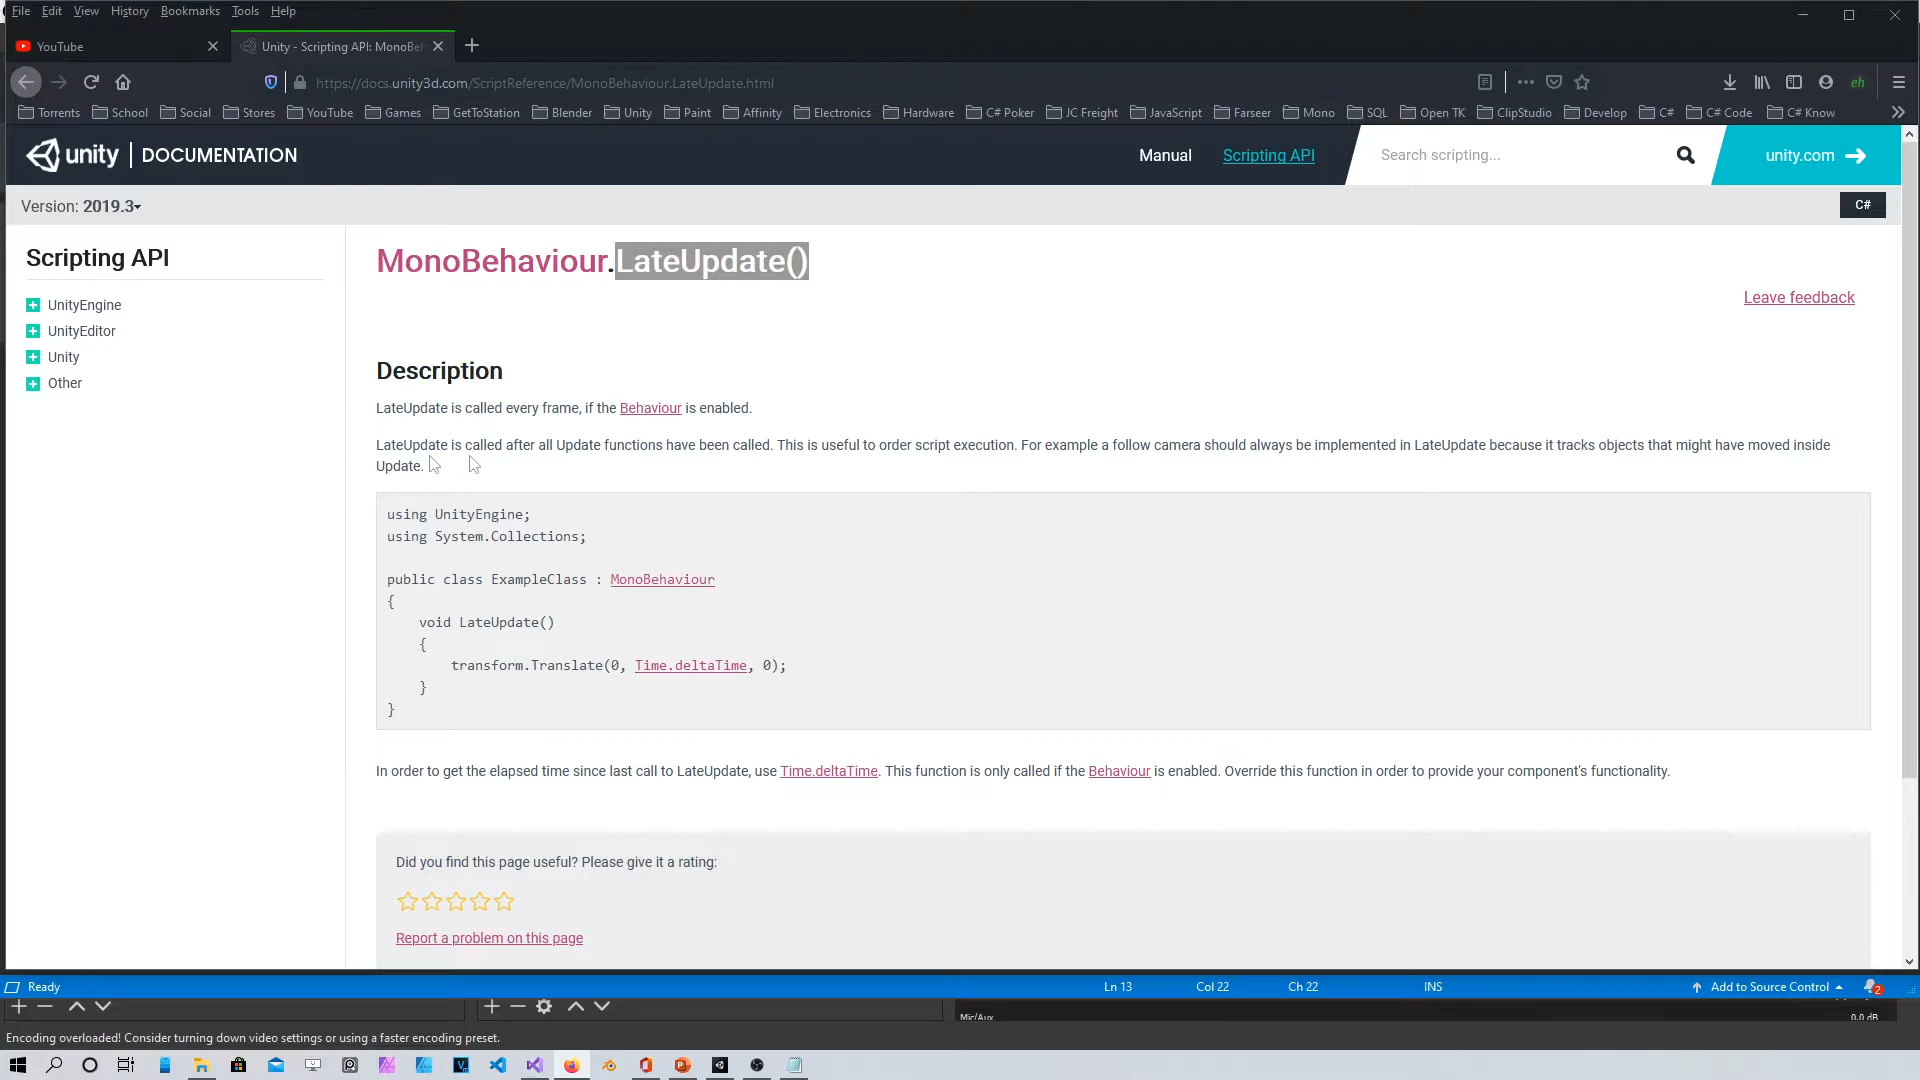 File Edit View History Bookmarks Tools Help
YouTube
Unity - Scripting API: MonoBe
https://docs.unity3d.com/ScriptReference/MonoBehaviour.LateUpdate.html
eh
Torrents School Social Stores YouTube Games GetToStation Blender Unity Paint Affinity Electronics Hardware C# Poker JC Freight JavaScript Farseer Mono SQL Open TK ClipStudio Develop C# C# Code C# Know
unity DOCUMENTATION
Manual Scripting API
Search scripting...
unity.com
Version: 2019.3
C#
Scripting API
UnityEngine
UnityEditor
Unity
Other
MonoBehaviour.LateUpdate()
Leave feedback
Description
LateUpdate is called every frame, if the Behaviour is enabled.
LateUpdate is called after all Update functions have been called. This is useful to order script execution. For example a follow camera should always be implemented in LateUpdate because it tracks objects that might have moved inside
Update.
using UnityEngine;
using System.Collections;
public class ExampleClass : MonoBehaviour
{
void LateUpdate()
{
transform.Translate(0, Time.deltaTime, 0);
}
}
In order to get the elapsed time since last call to LateUpdate, use Time.deltaTime. This function is only called if the Behaviour is enabled. Override this function in order to provide your component's functionality.
Did you find this page useful? Please give it a rating:
Report a problem on this page
Ready
Ln 13 Col 22 Ch 22 INS
Add to Source Control
2
Mic/Aux 0.0 dB
Encoding overloaded! Consider turning down video settings or using a faster encoding preset.